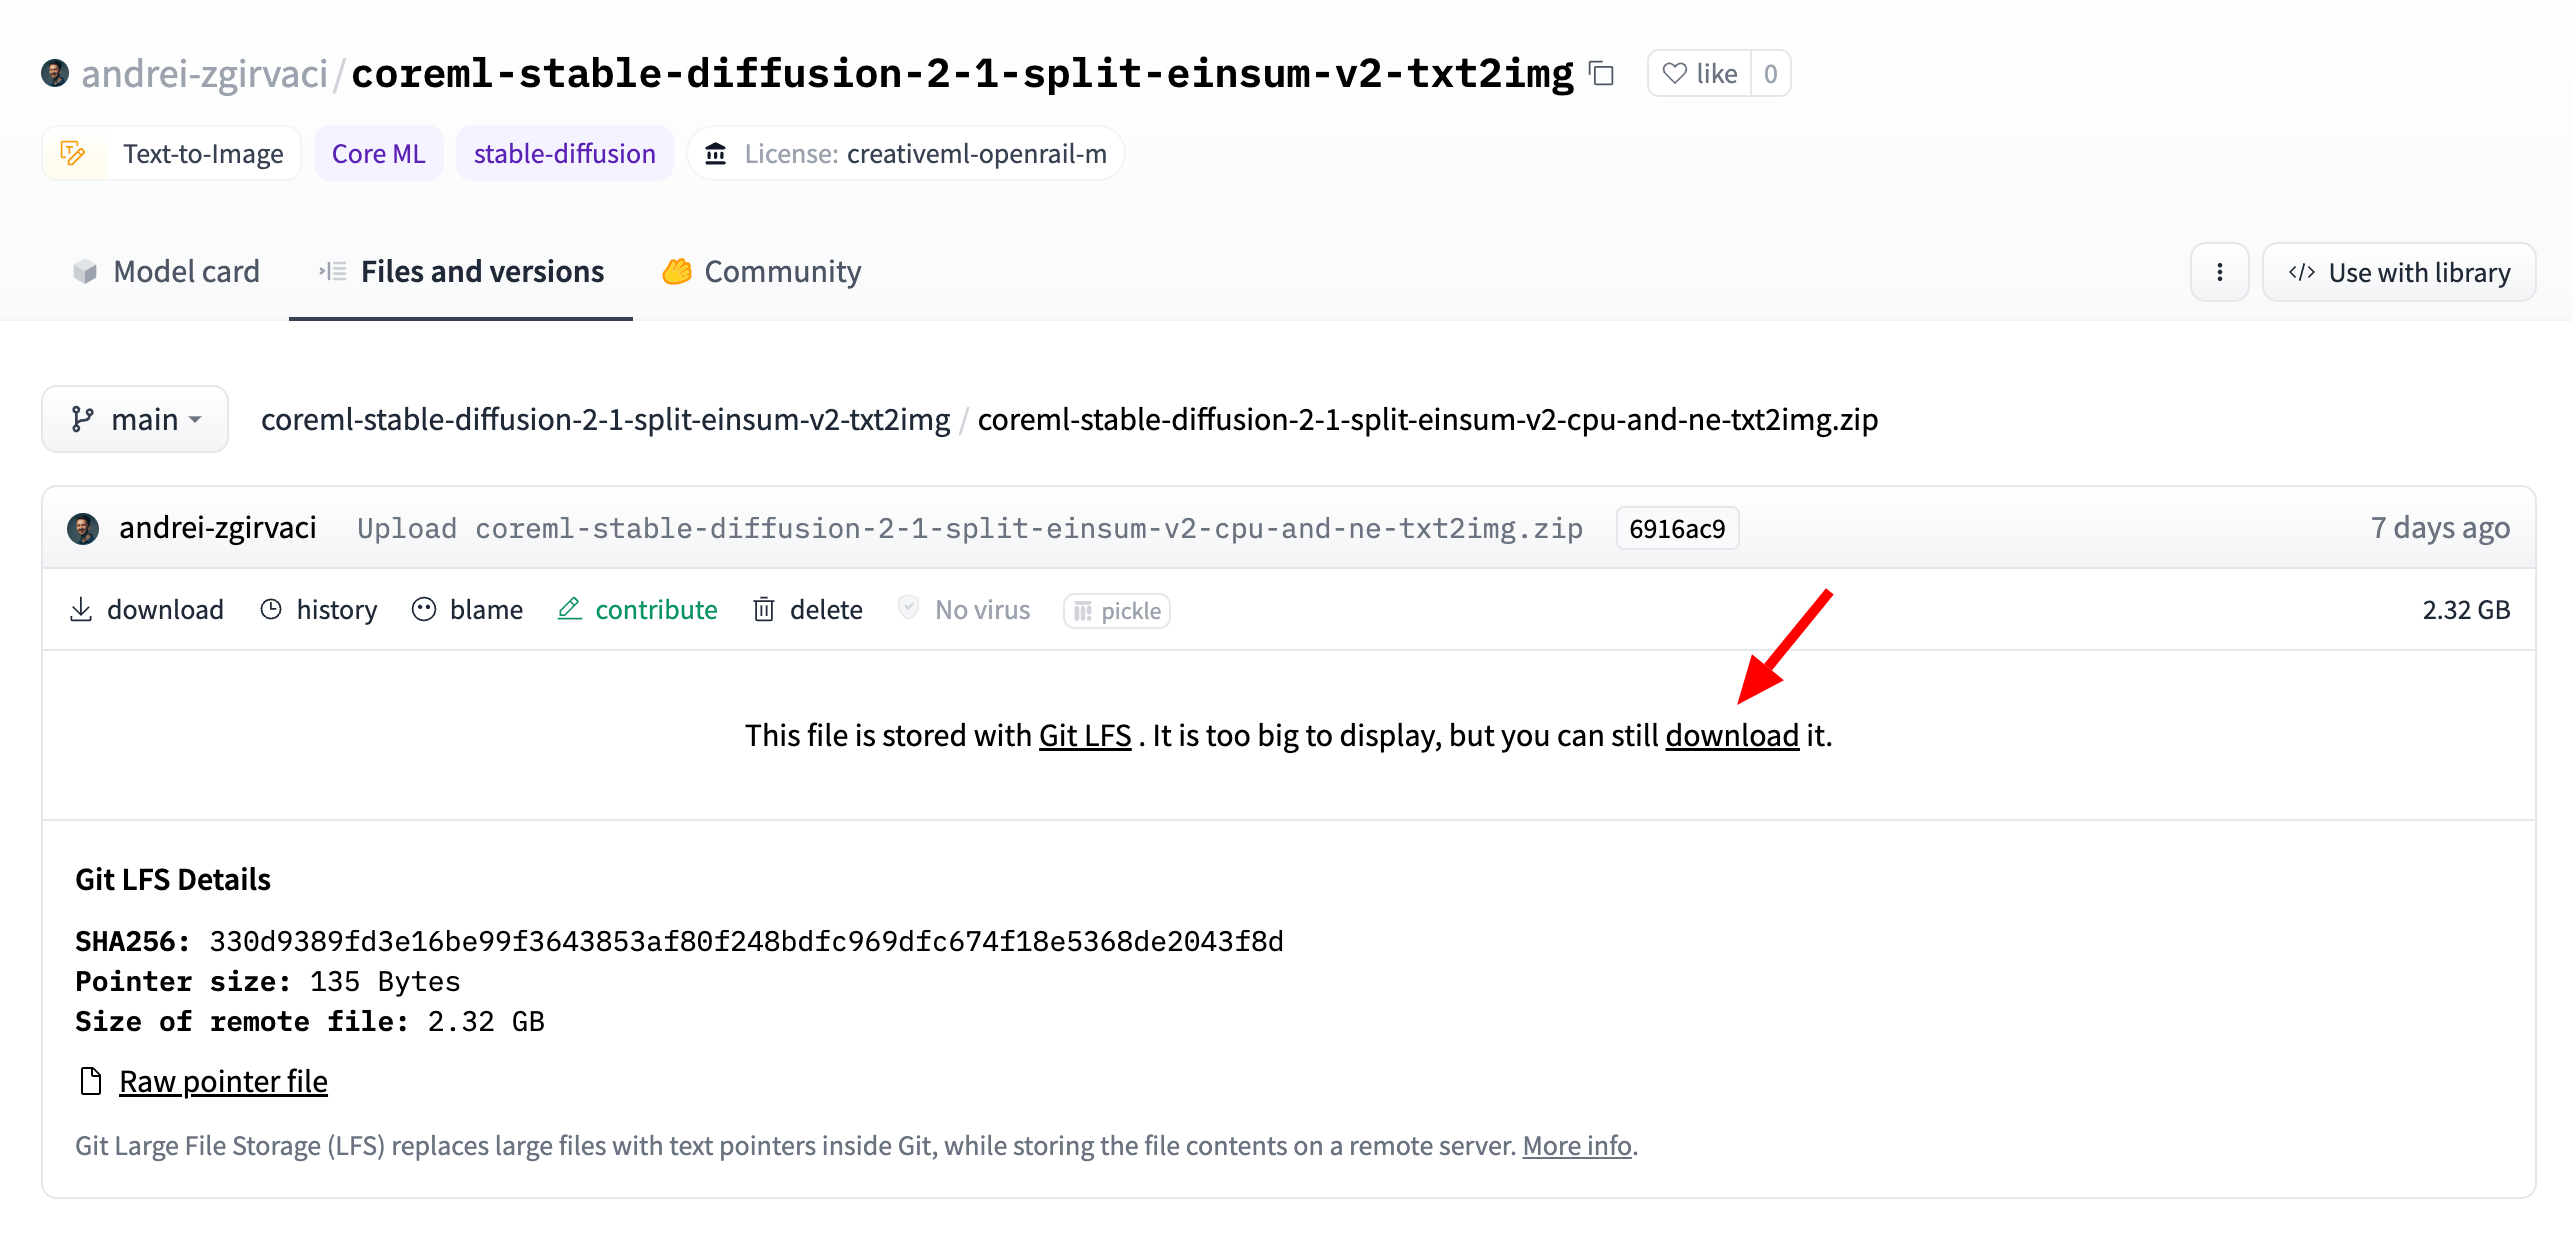 andrei-zgirvaci/coreml-stable-diffusion-2-1-split-einsum-v2-txt2img like 0
Text-to-Image Core ML stable-diffusion License: creativeml-openrail-m
Model card Files and versions Community Use with library
main coreml-stable-diffusion-2-1-split-einsum-v2-txt2img / coreml-stable-diffusion-2-1-split-einsum-v2-cpu-and-ne-txt2img.zip
andrei-zgirvaci Upload coreml-stable-diffusion-2-1-split-einsum-v2-cpu-and-ne-txt2img.zip 6916ac9 7 days ago
download history blame contribute delete No virus pickle 2.32 GB
This file is stored with Git LFS . It is too big to display, but you can still download it.
Git LFS Details
SHA256: 330d9389fd3e16be99f3643853af80f248bdfc969dfc674f18e5368de2043f8d
Pointer size: 135 Bytes
Size of remote file: 2.32 GB
Raw pointer file
Git Large File Storage (LFS) replaces large files with text pointers inside Git, while storing the file contents on a remote server. More info.